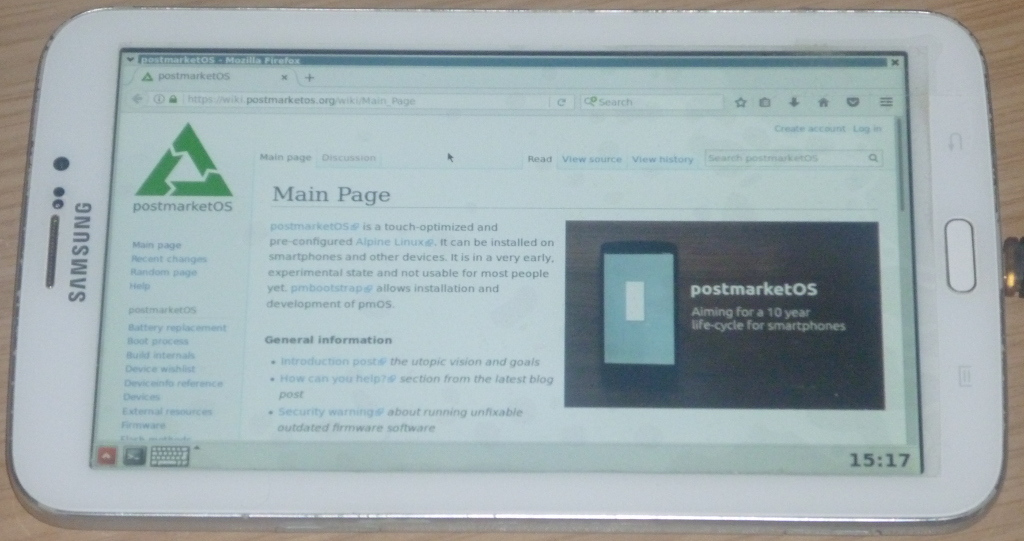 postmarketOS - Mozilla Firefox
postmarketOS
https://wiki.postmarketos.org/wiki/Main_Page
Search
Create account Log in
Main page Discussion
Read View source View history
Search postmarketOS
postmarketOS
Main Page
postmarketOS is a touch-optimized and
pre-configured Alpine Linux. It can be installed on
smartphones and other devices. It is in a very early,
experimental state and not usable for most people
yet. pmbootstrap allows installation and
development of pmOS.
General information
• Introduction post the utopic vision and goals
• How can you help? section from the latest blog
post
• Security warning about running unfixable
outdated firmware software
postmarketOS
Aiming for a 10 year
life-cycle for smartphones
Main page
Recent changes
Random page
Help
postmarketOS
Battery replacement
Boot process
Build internals
Device wishlist
Deviceinfo reference
Devices
External resources
Firmware
Flash methods
15:17
SAMSUNG